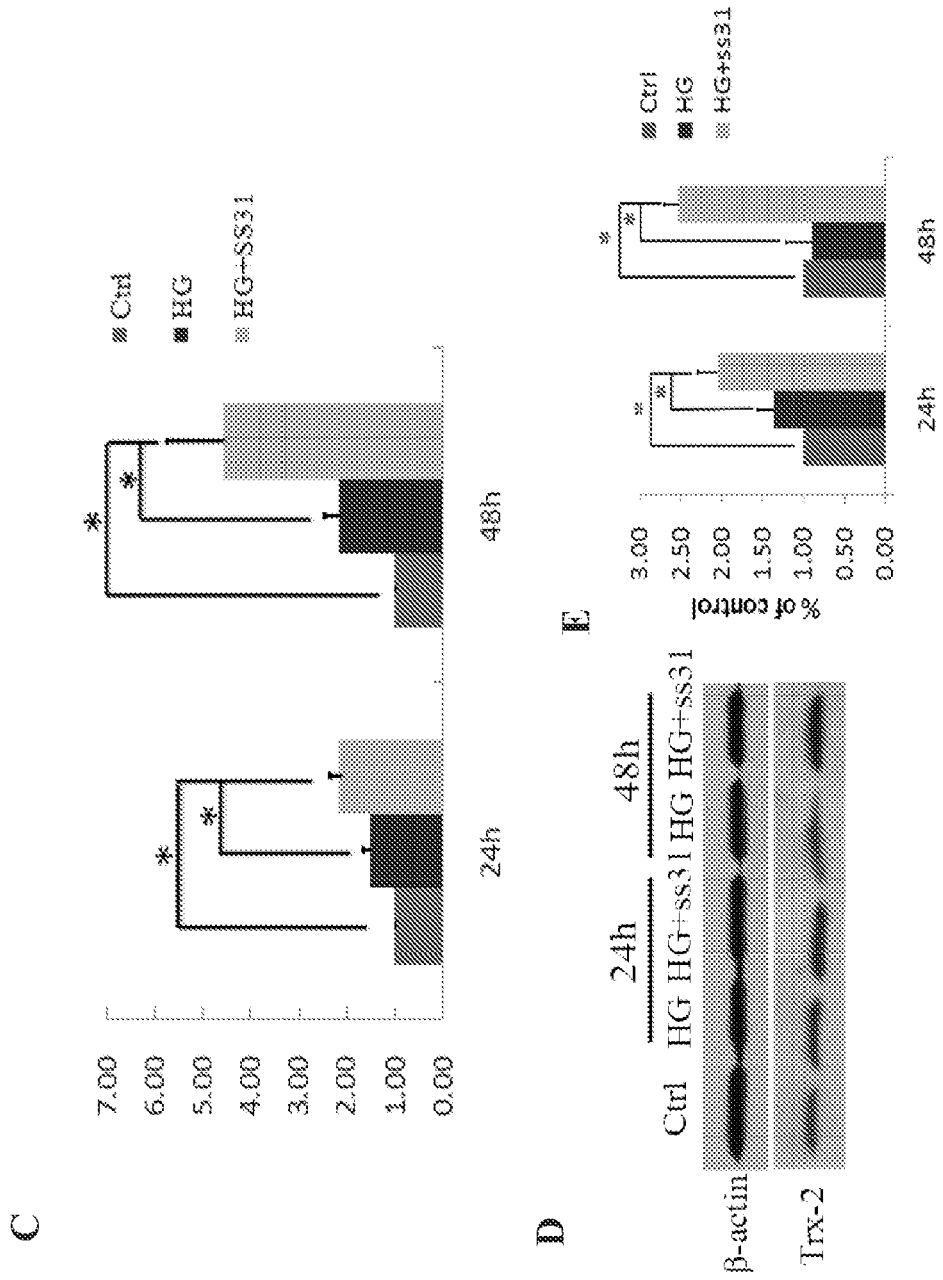 C
7.00
6.00
5.00
4.00
3.00
2.00
1.00
0.00
*
*
*
*
24h
48h
Ctrl
HG
HG+SS31
D
24h
48h
Ctrl HG HG+ss31 HG HG+ss31
β-actin
Trx-2
E
% of control
3.00
2.50
2.00
1.50
1.00
0.50
0.00
*
*
*
*
24h
48h
Ctrl
HG
HG+ss31